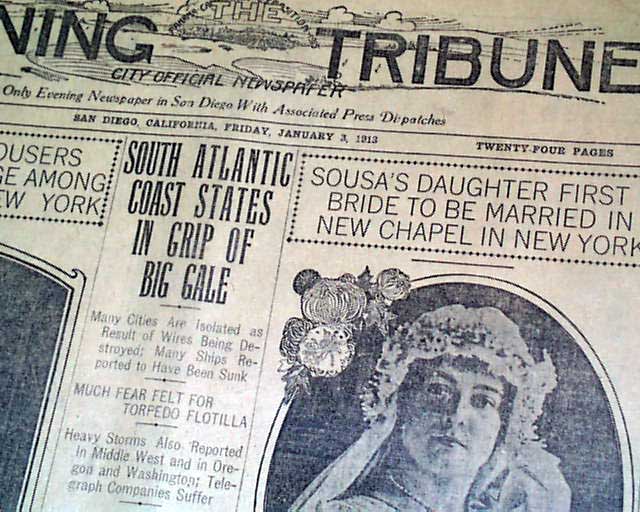 THE
NING TRIBUNE
CITY OFFICIAL NEWSPAPER
Only Evening Newspaper in San Diego With Associated Press Dispatches
SAN DIEGO, CALIFORNIA, FRIDAY, JANUARY 3, 1913
TWENTY-FOUR PAGES
OUSERS
GE AMONG
EW YORK
SOUTH ATLANTIC
COAST STATES
IN GRIP OF
BIG GALE
Many Cities Are Isolated as
Result of Wires Being De-
stroyed; Many Ships Re-
ported to Have Been Sunk
MUCH FEAR FELT FOR
TORPEDO FLOTILLA
Heavy Storms Also Reported
in Middle West and in Ore-
gon and Washington; Tele-
graph Companies Suffer
SOUSA'S DAUGHTER FIRST
BRIDE TO BE MARRIED IN
NEW CHAPEL IN NEW YORK